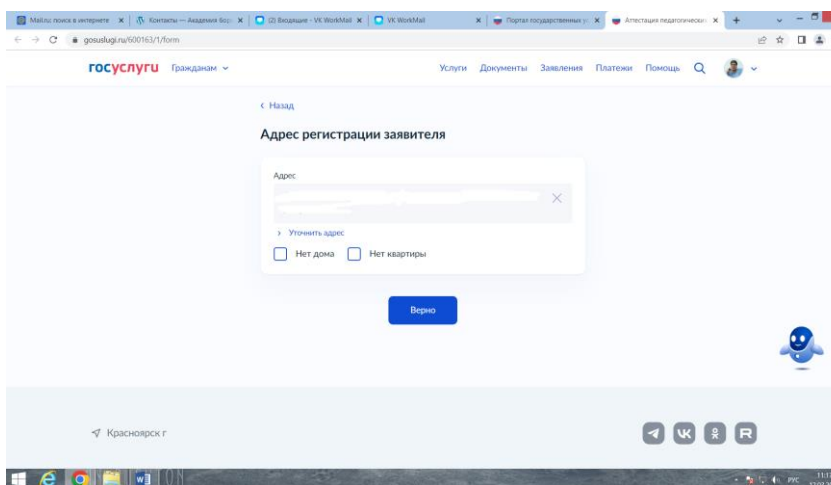 Mail.ru: поиск в интернете
Контакты — Академия
(2) Входящие - VK WorkMail
VK WorkMail
Портал государственных
Аттестация
gosuslugi.ru/600163/1/form
госуслуги Гражданам
Услуги Документы Заявления Платежи Помощь
Назад
Адрес регистрации заявителя
Адрес
Уточнить адрес
Нет дома Нет квартиры
Верно
Красноярск г
РУС